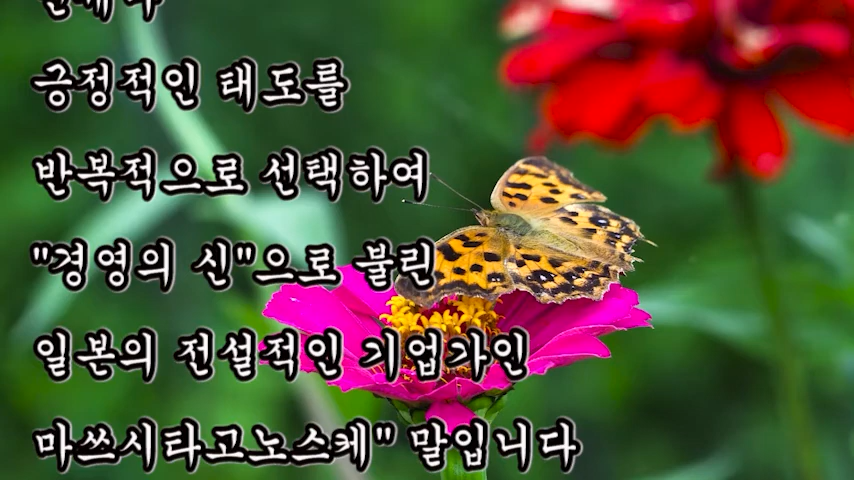 긍정적인 태도를
반복적으로 선택하여
"경영의 신"으로 불린
일본의 전설적인 기업가인
마쓰시타고노스케" 말입니다